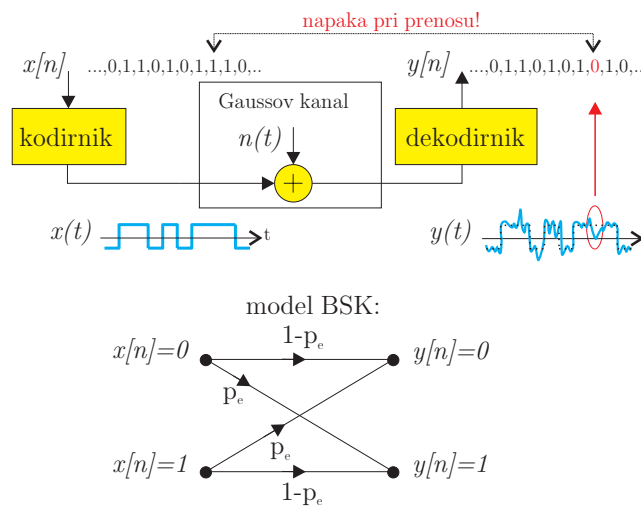 napaka pri prenosu!
x[n] ...,0,1,1,0,1,0,1,1,1,0,.. y[n] ...,0,1,1,0,1,0,1,0,1,0,..
Gaussov kanal
kodirnik n(t) dekodirnik
+
x(t) t y(t)
model BSK:
1-pₑ
x[n]=0 y[n]=0
pₑ
pₑ
x[n]=1 y[n]=1
1-pₑ